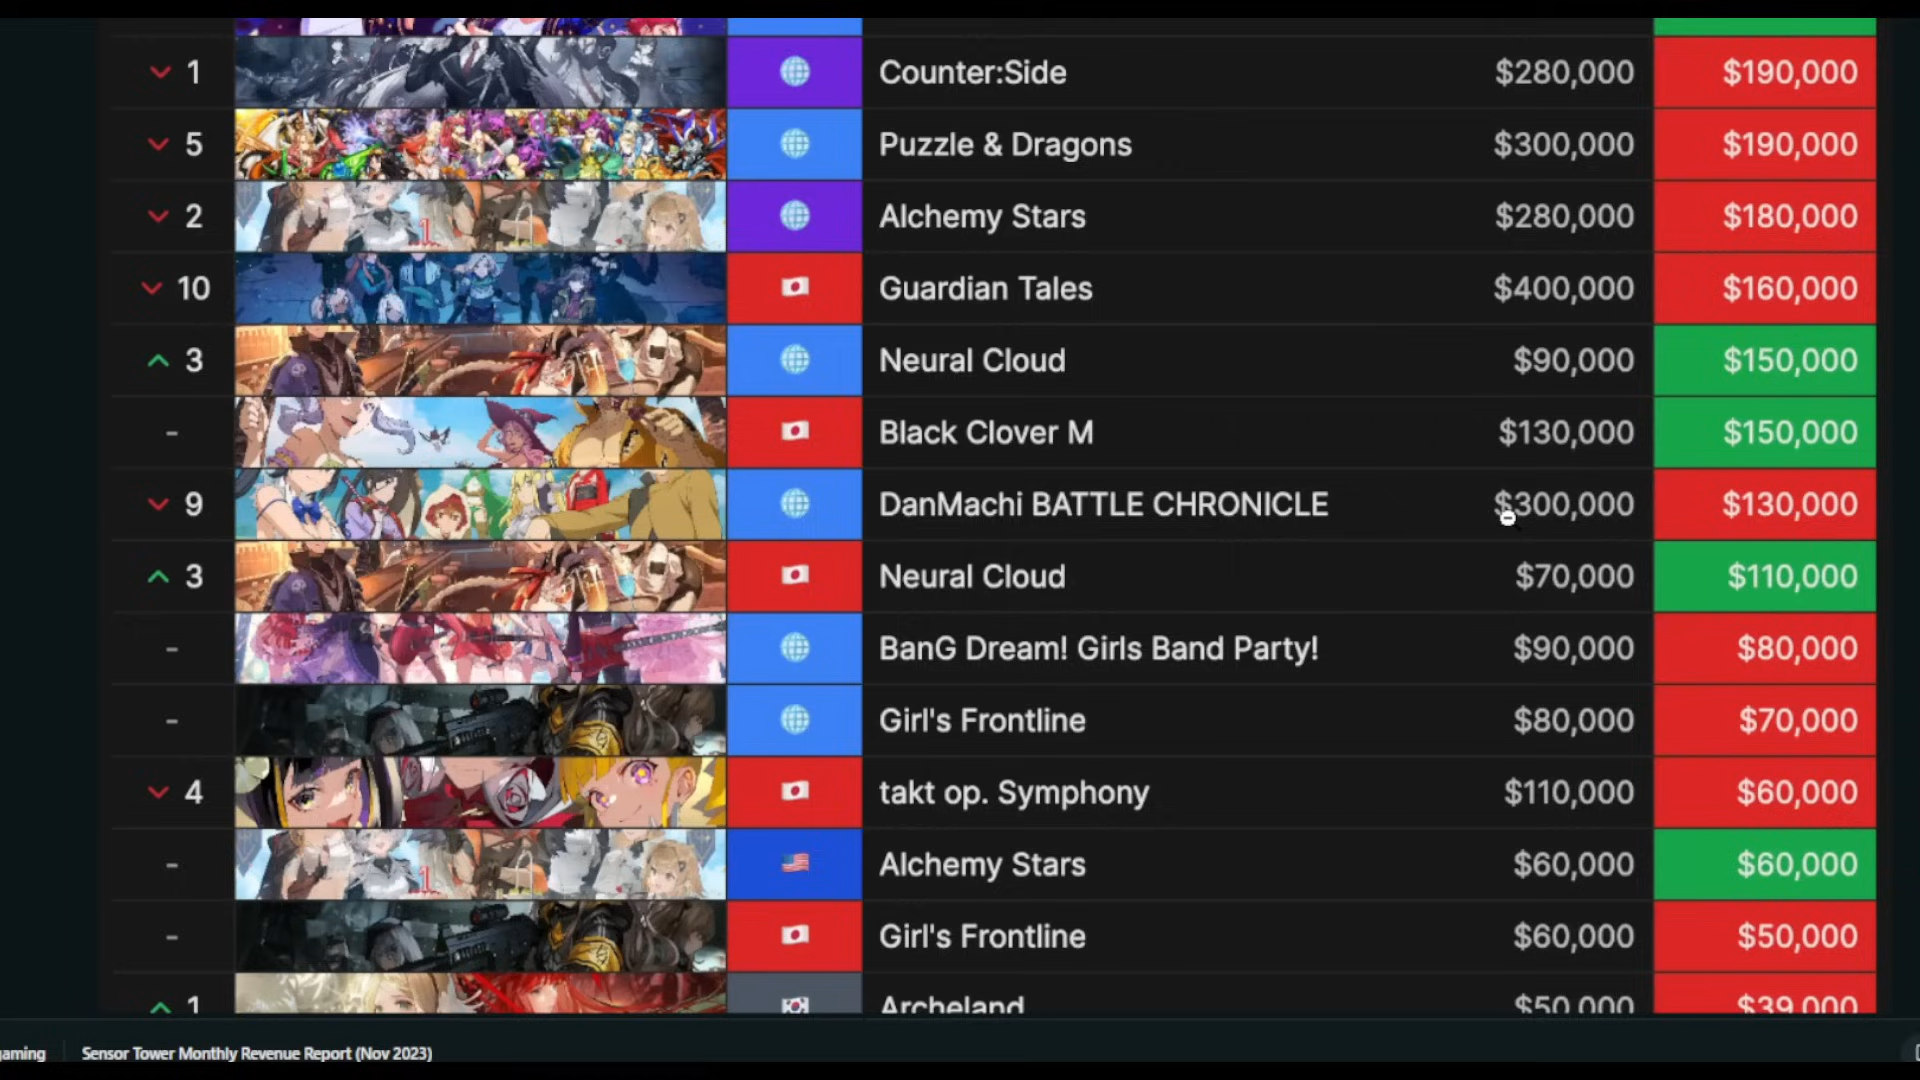 1 Counter:Side $280,000 $190,000
5 Puzzle & Dragons $300,000 $190,000
2 Alchemy Stars $280,000 $180,000
10 Guardian Tales $400,000 $160,000
3 Neural Cloud $90,000 $150,000
- Black Clover M $130,000 $150,000
9 DanMachi BATTLE CHRONICLE $300,000 $130,000
3 Neural Cloud $70,000 $110,000
- BanG Dream! Girls Band Party! $90,000 $80,000
- Girl's Frontline $80,000 $70,000
4 takt op. Symphony $110,000 $60,000
- Alchemy Stars $60,000 $60,000
- Girl's Frontline $60,000 $50,000
1 Archeland $50,000 $39,000
gaming Sensor Tower Monthly Revenue Report (Nov 2023)